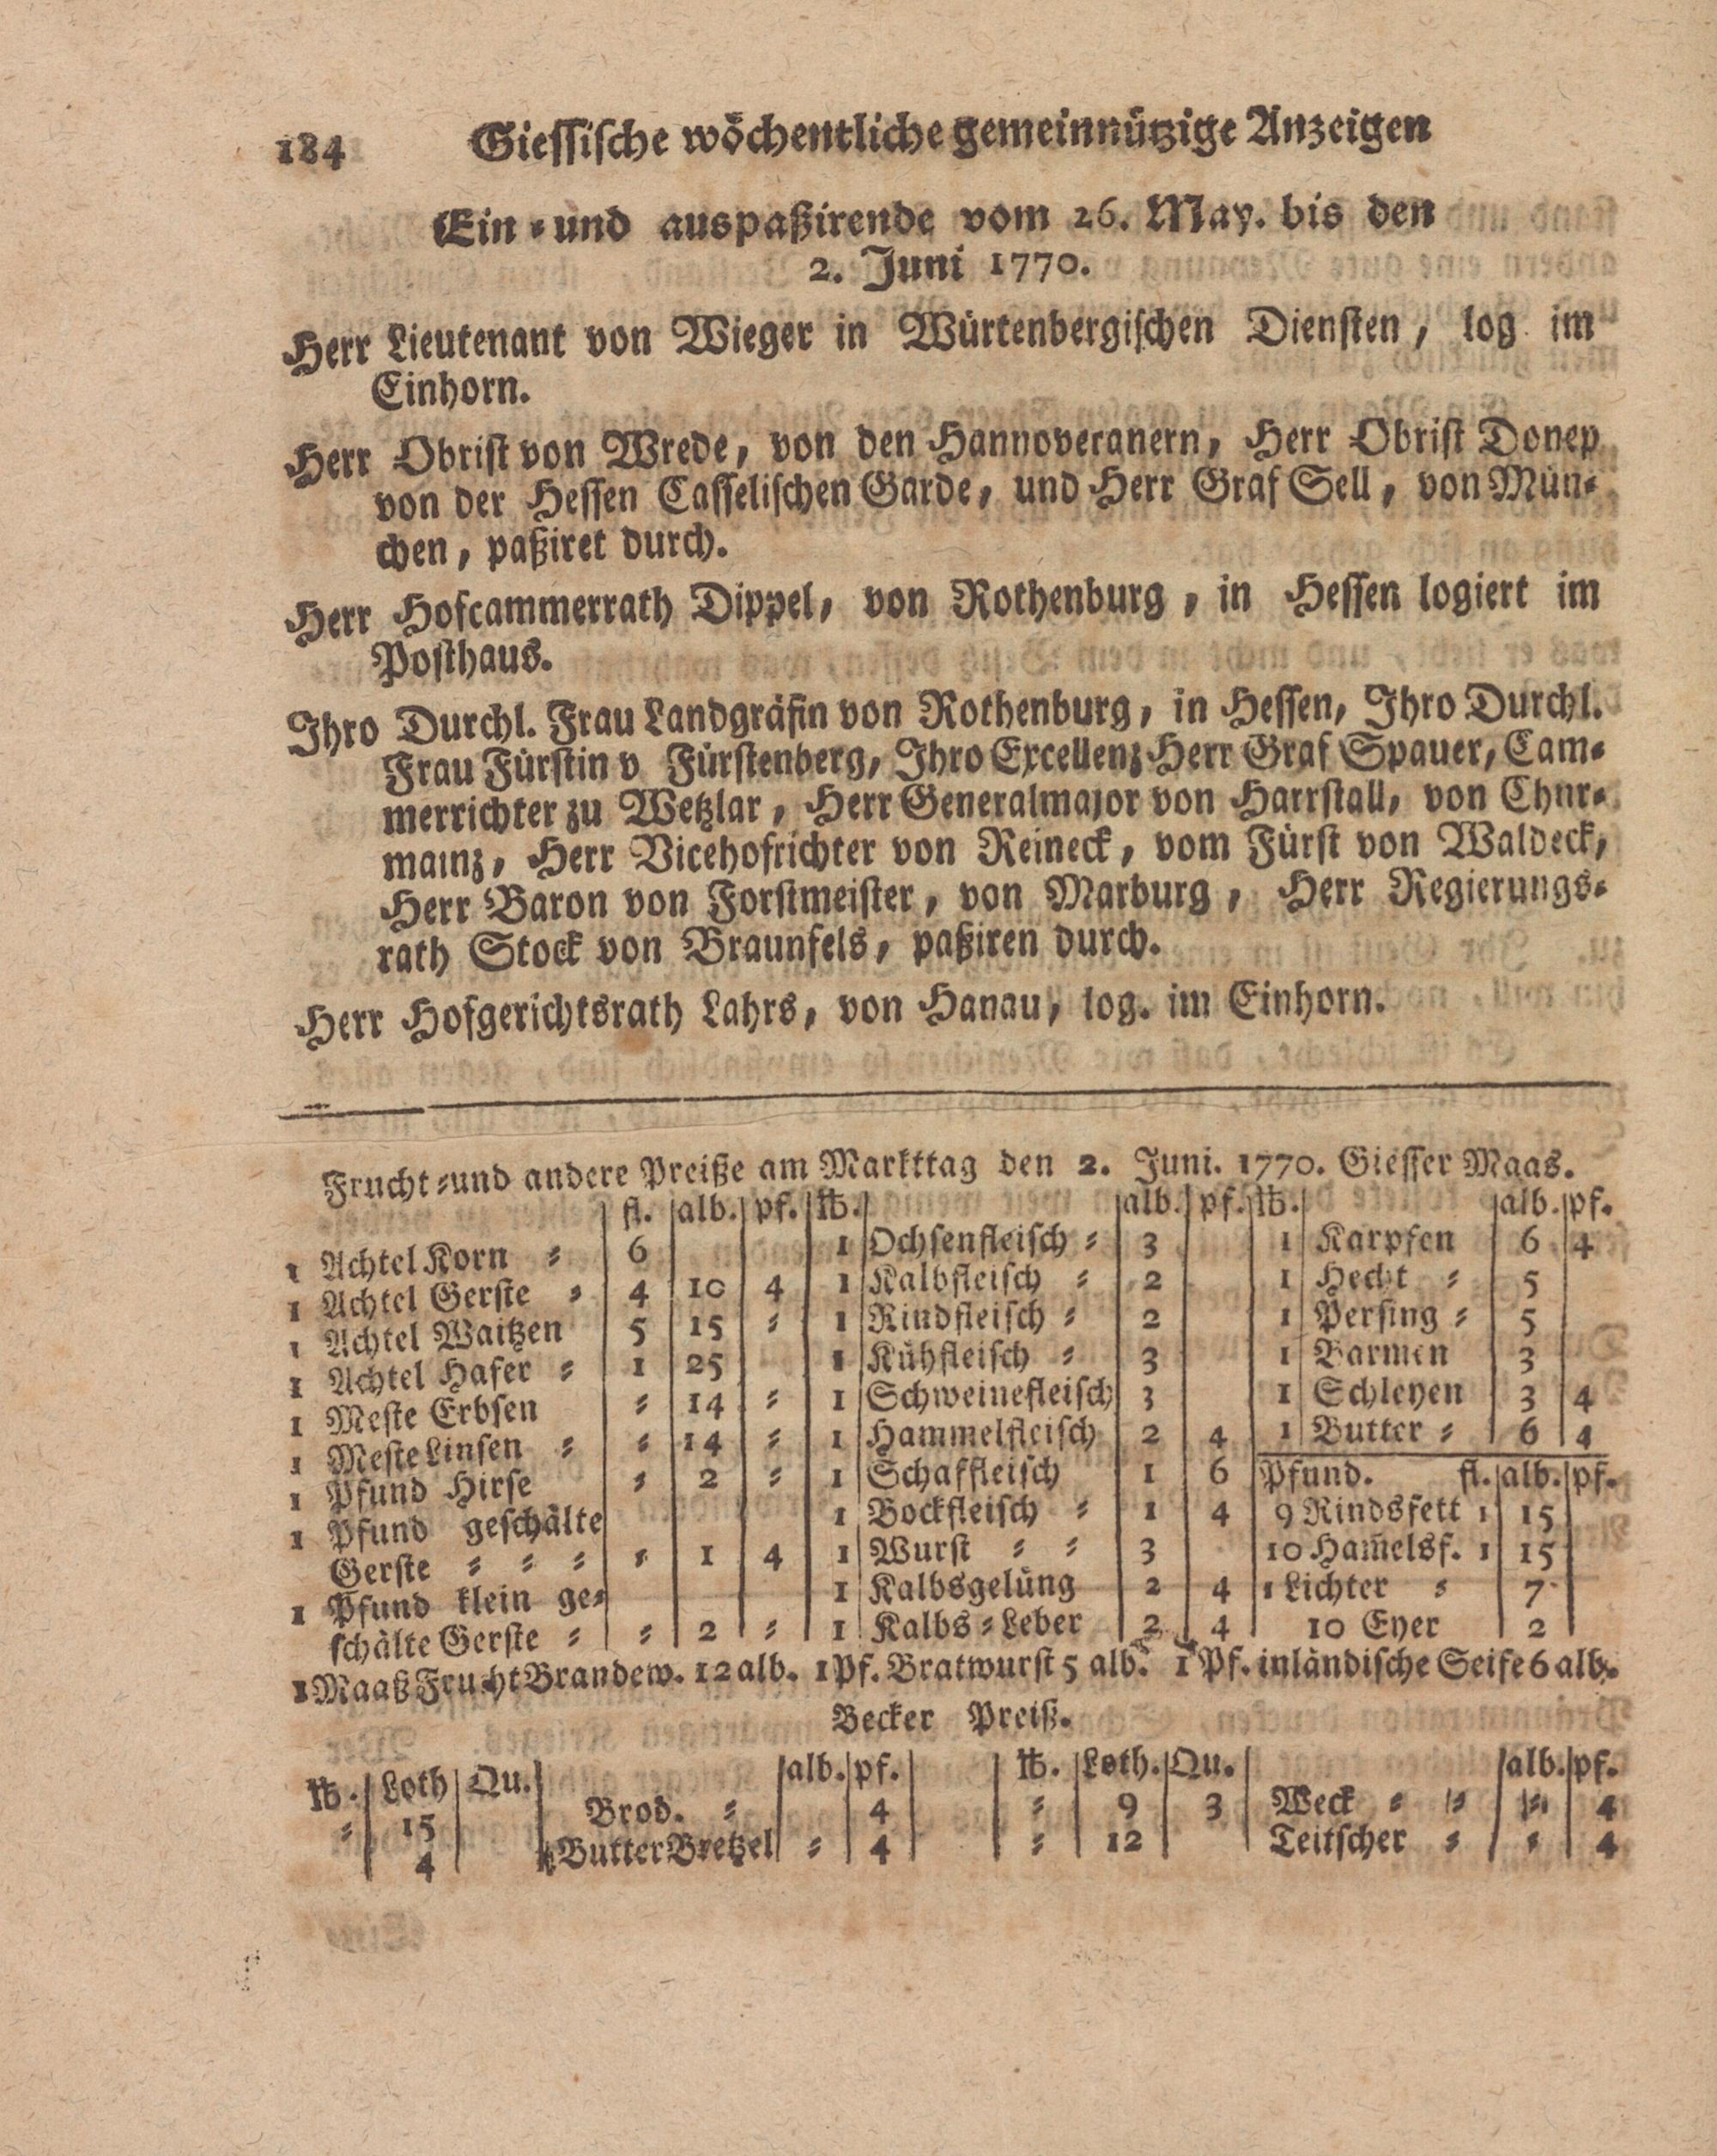 184 Giessische wöchentliche gemeinnützige Anzeigen
Ein - und auspaßirende vom 26. May. bis den
2. Juni 1770.
Herr Lieutenant von Wieger in Würtenbergischen Diensten, log im
Einhorn.
Herr Obrist von Wrede, von den Hannoveranern, Herr Obrist Donep
von der Hessen Casselischen Garde, und Herr Graf Sell, von Mün-
chen, paßiret durch.
Herr Hofcammerrath Dippel, von Rothenburg, in Hessen logiert im
Posthaus.
Ihro Durchl. Frau Landgräfin von Rothenburg, in Hessen, Ihro Durchl.
Frau Fürstin v Fürstenberg, Ihro Excellenz Herr Graf Spauer, Cam-
merrichter zu Wetzlar, Herr Generalmajor von Harrstall, von Chur-
mainz, Herr Vicehofrichter von Reineck, vom Fürst von Waldeck,
Herr Baron von Forstmeister, von Marburg, Herr Regierungs-
rath Stock von Braunfels, paßiren durch.
Herr Hofgerichtsrath Lahrs, von Hanau, log. im Einhorn.
Frucht-und andere Preiße am Markttag den 2. Juni. 1770. Giesser Maas.
fl. alb. pf. ℔. alb. pf. ℔. alb. pf.
1 Achtel Korn = 6 1 Ochsenfleisch = 3 1 Karpfen 6 4
1 Achtel Gerste = 4 10 4 1 Kalbfleisch = 2 1 Hecht = 5
1 Achtel Waitzen 5 15 = 1 Rindfleisch = 2 1 Persing = 5
1 Achtel Hafer = 1 25 1 Kühfleisch = 3 1 Barmen 3
1 Meste Erbsen = 14 = 1 Schweinefleisch 3 1 Schleyen 3 4
1 Meste Linsen = = 14 = 1 Hammelfleisch 2 4 1 Butter = 6 4
1 Pfund Hirse = 2 = 1 Schaffleisch 1 6 Pfund. fl. alb. pf.
1 Pfund geschälte 1 Bockfleisch = 1 4 9 Rindsfett 1 15
Gerste = = = = 1 4 1 Wurst = = 3 10 Ham̃elsf. 1 15
1 Pfund klein ge= 1 Kalbsgelüng 2 4 1 Lichter = 7
schälte Gerste = = 2 = 1 Kalbs = Leber 2 4 10 Eyer 2
1 Maaß Frucht Brandew. 12 alb. 1 Pf. Bratwurst 5 alb. 1 Pf. inländische Seife 6 alb.
Becker Preiß.
℔. Loth Qu. alb. pf. ℔. Loth. Qu. alb. pf.
= 15 Brod. = 4 = 9 3 Weck = = = 4
4 Butter Bretzel = 4 = 12 Teitscher = = 4